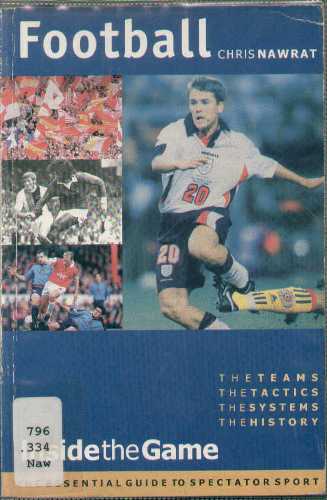 Football
CHRIS NAWRAT
20
20
THE TEAMS
THE TACTICS
THE SYSTEMS
THE HISTORY
796
.334
Naw
sidetheGame
ESSENTIAL GUIDE TO SPECTATOR SPORT